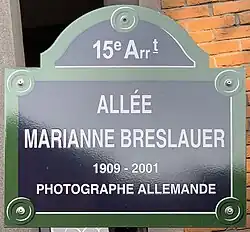 15e Arrt
ALLÉE
MARIANNE BRESLAUER
1909 - 2001
PHOTOGRAPHE ALLEMANDE